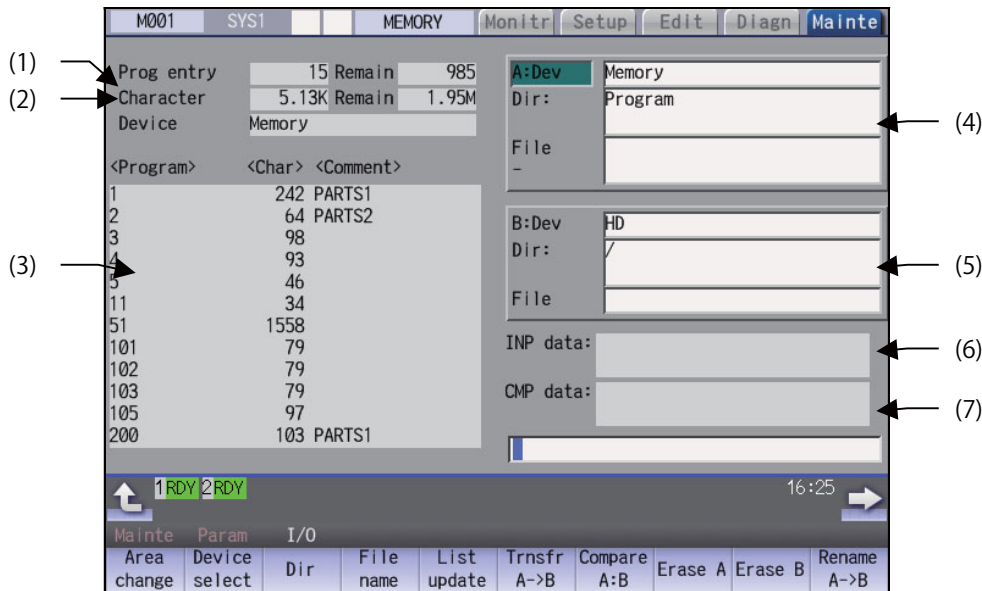 M001 SYS1 MEMORY Monitr Setup Edit Diagn Mainte
(1) Prog entry 15 Remain 985
(2) Character 5.13K Remain 1.95M
Device Memory
<Program> <Char> <Comment>
1 242 PARTS1
2 64 PARTS2
3 98
4 93
(3)
5 46
11 34
51 1558
101 79
102 79
103 79
105 97
200 103 PARTS1
A:Dev Memory
Dir: Program
(4)
File
-
B:Dev HD
Dir: /
(5)
File
INP data:
(6)
CMP data:
(7)
1RDY 2RDY 16:25
Mainte Param I/O
Area change
Device select
Dir
File name
List update
Trnsfr A->B
Compare A:B
Erase A
Erase B
Rename A->B